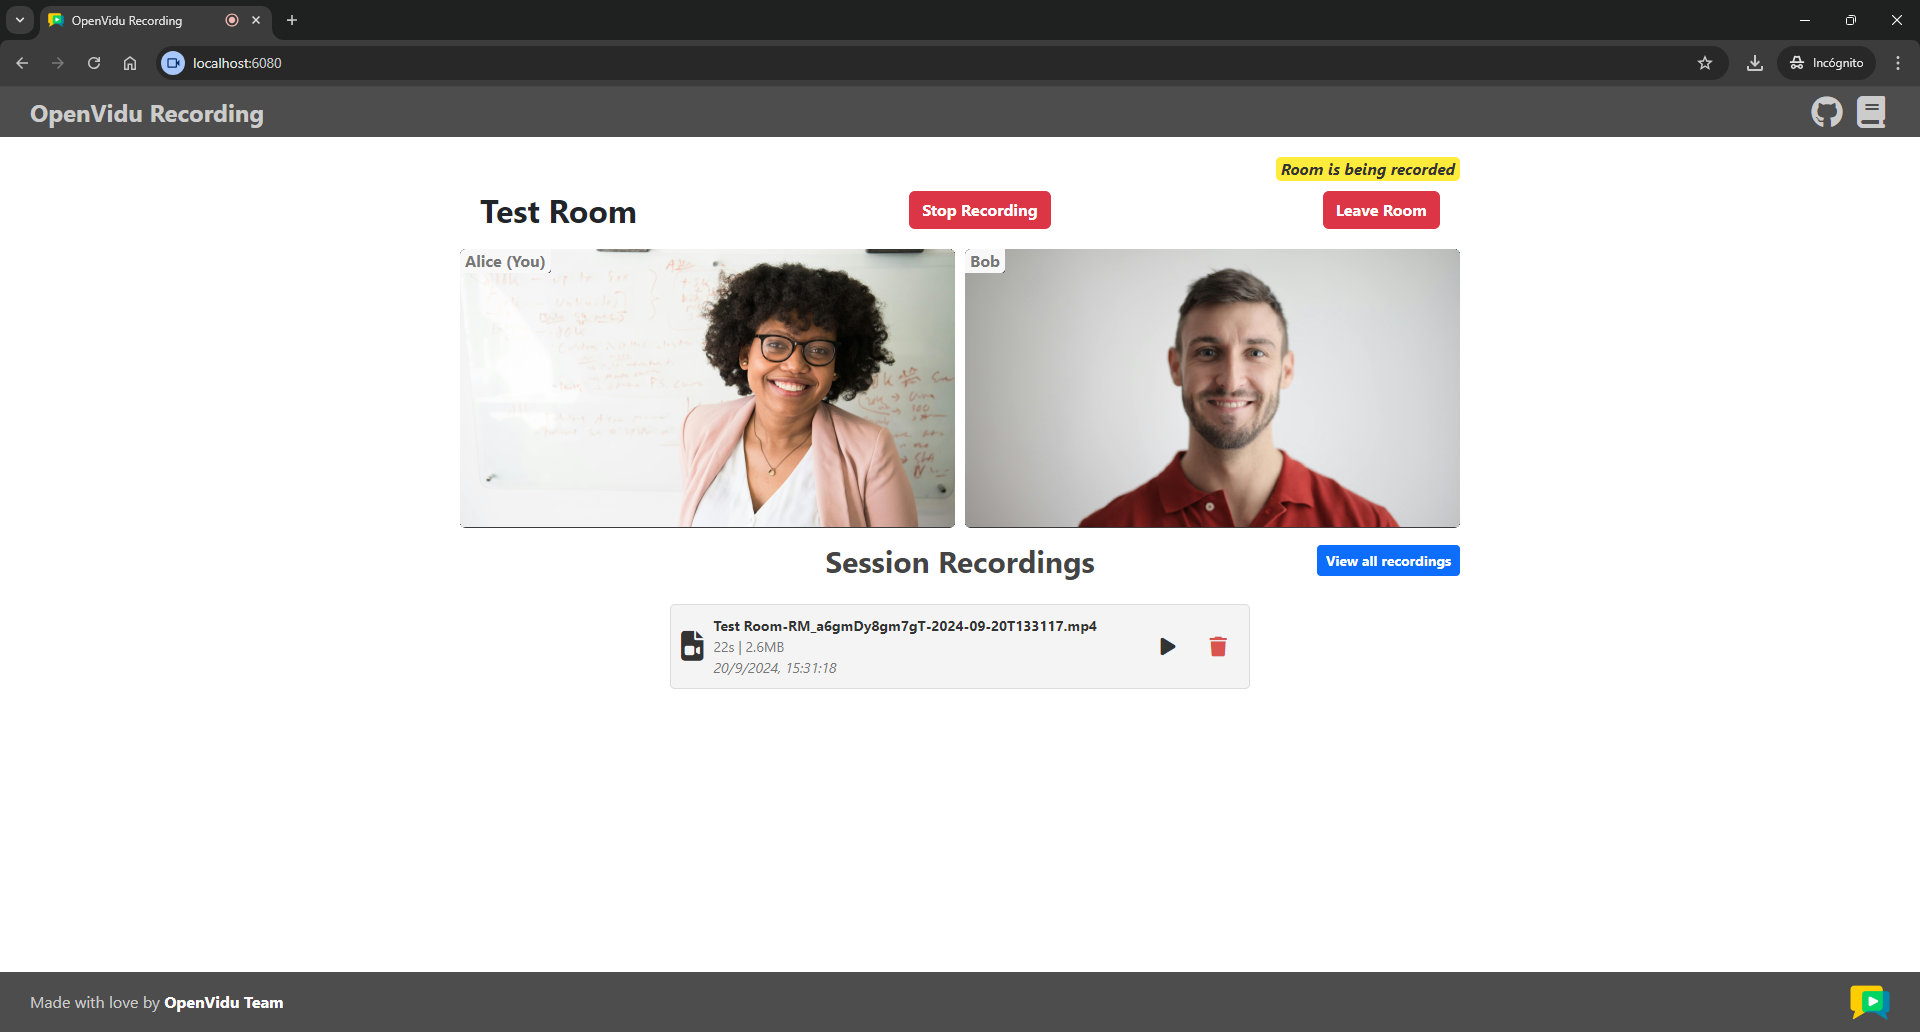 OpenVidu Recording
localhost:6080
Incógnito
OpenVidu Recording
Room is being recorded
Test Room
Stop Recording
Leave Room
Alice (You)
Bob
Session Recordings
View all recordings
Test Room-RM_a6gmDy8gm7gT-2024-09-20T133117.mp4
22s | 2.6MB
20/9/2024, 15:31:18
Made with love by OpenVidu Team